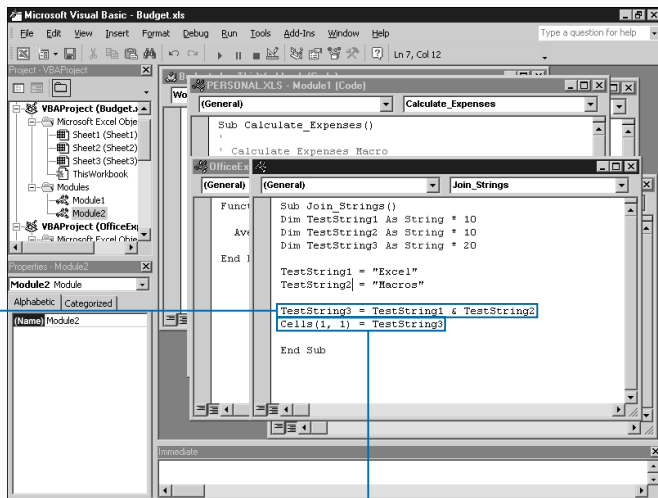 Microsoft Visual Basic - Budget.xls
File Edit View Insert Format Debug Run Tools Add-Ins Window Help
Type a question for help
Ln 7, Col 12
Project - VBAProject
VBAProject (Budget.x
Microsoft Excel Obje
Sheet1 (Sheet1)
Sheet2 (Sheet2)
Sheet3 (Sheet3)
ThisWorkbook
Modules
Module1
Module2
VBAProject (OfficeEx
Microsoft Excel Obje
Properties - Module2
Module2 Module
Alphabetic Categorized
(Name) Module2
Wo
PERSONAL.XLS - Module1 (Code)
(General) Calculate_Expenses
Sub Calculate_Expenses()
'
' Calculate Expenses Macro
OfficeEx
(General)
Funct
Ave
End
(General) Join_Strings
Sub Join_Strings()
Dim TestString1 As String * 10
Dim TestString2 As String * 10
Dim TestString3 As String * 20
TestString1 = "Excel"
TestString2 = "Macros"
TestString3 = TestString1 & TestString2
Cells(1, 1) = TestString3
End Sub
Immediate